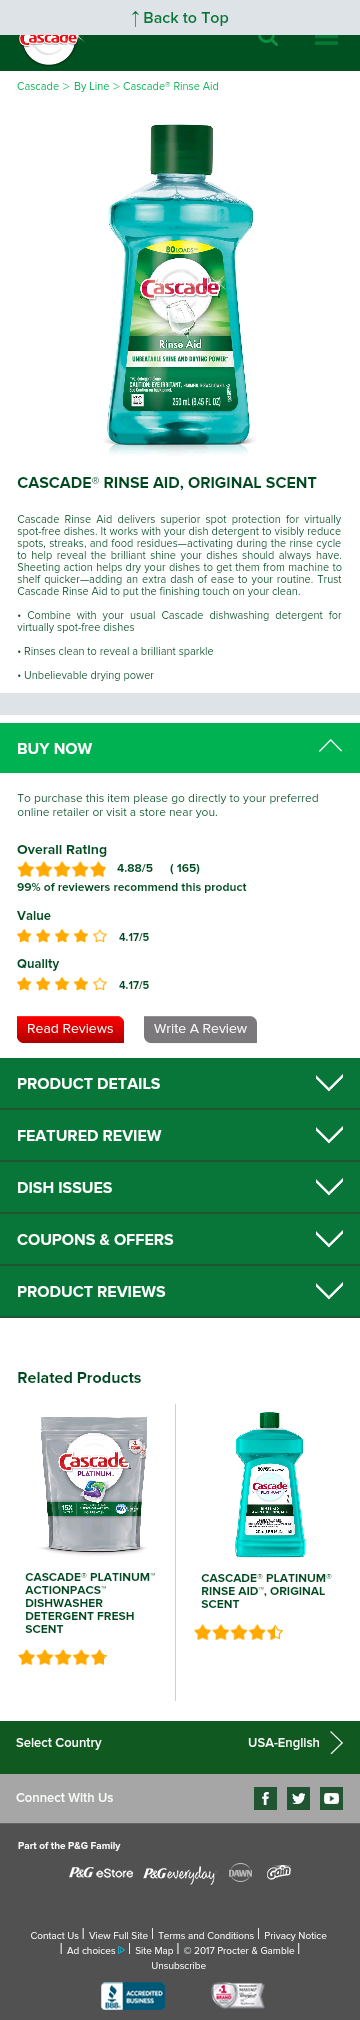 ↑ Back to Top
Cascade
Cascade > By Line > Cascade® Rinse Aid
80 LOADS
Cascade
Rinse Aid
UNBEATABLE SHINE AND DRYING POWER
CAUTION: EYE IRRITANT.
250 mL (8.45 FL OZ)
CASCADE® RINSE AID, ORIGINAL SCENT
Cascade Rinse Aid delivers superior spot protection for virtually
spot-free dishes. It works with your dish detergent to visibly reduce
spots, streaks, and food residues—activating during the rinse cycle
to help reveal the brilliant shine your dishes should always have.
Sheeting action helps dry your dishes to get them from machine to
shelf quicker—adding an extra dash of ease to your routine. Trust
Cascade Rinse Aid to put the finishing touch on your clean.
• Combine with your usual Cascade dishwashing detergent for
virtually spot-free dishes
• Rinses clean to reveal a brilliant sparkle
• Unbelievable drying power
BUY NOW
To purchase this item please go directly to your preferred
online retailer or visit a store near you.
Overall Rating
4.88/5 ( 165)
99% of reviewers recommend this product
Value
4.17/5
Quality
4.17/5
Read Reviews Write A Review
PRODUCT DETAILS
FEATURED REVIEW
DISH ISSUES
COUPONS & OFFERS
PRODUCT REVIEWS
Related Products
Cascade
PLATINUM
Cascade
PLATINUM
CASCADE® PLATINUM™
ACTIONPACS™
DISHWASHER
DETERGENT FRESH
SCENT
CASCADE® PLATINUM®
RINSE AID™, ORIGINAL
SCENT
Select Country USA-English
Connect With Us
Part of the P&G Family
P&G eStore P&G everyday DAWN Gain
Contact Us | View Full Site | Terms and Conditions | Privacy Notice
| Ad choices | Site Map | © 2017 Procter & Gamble |
Unsubscribe
BBB ACCREDITED
BUSINESS